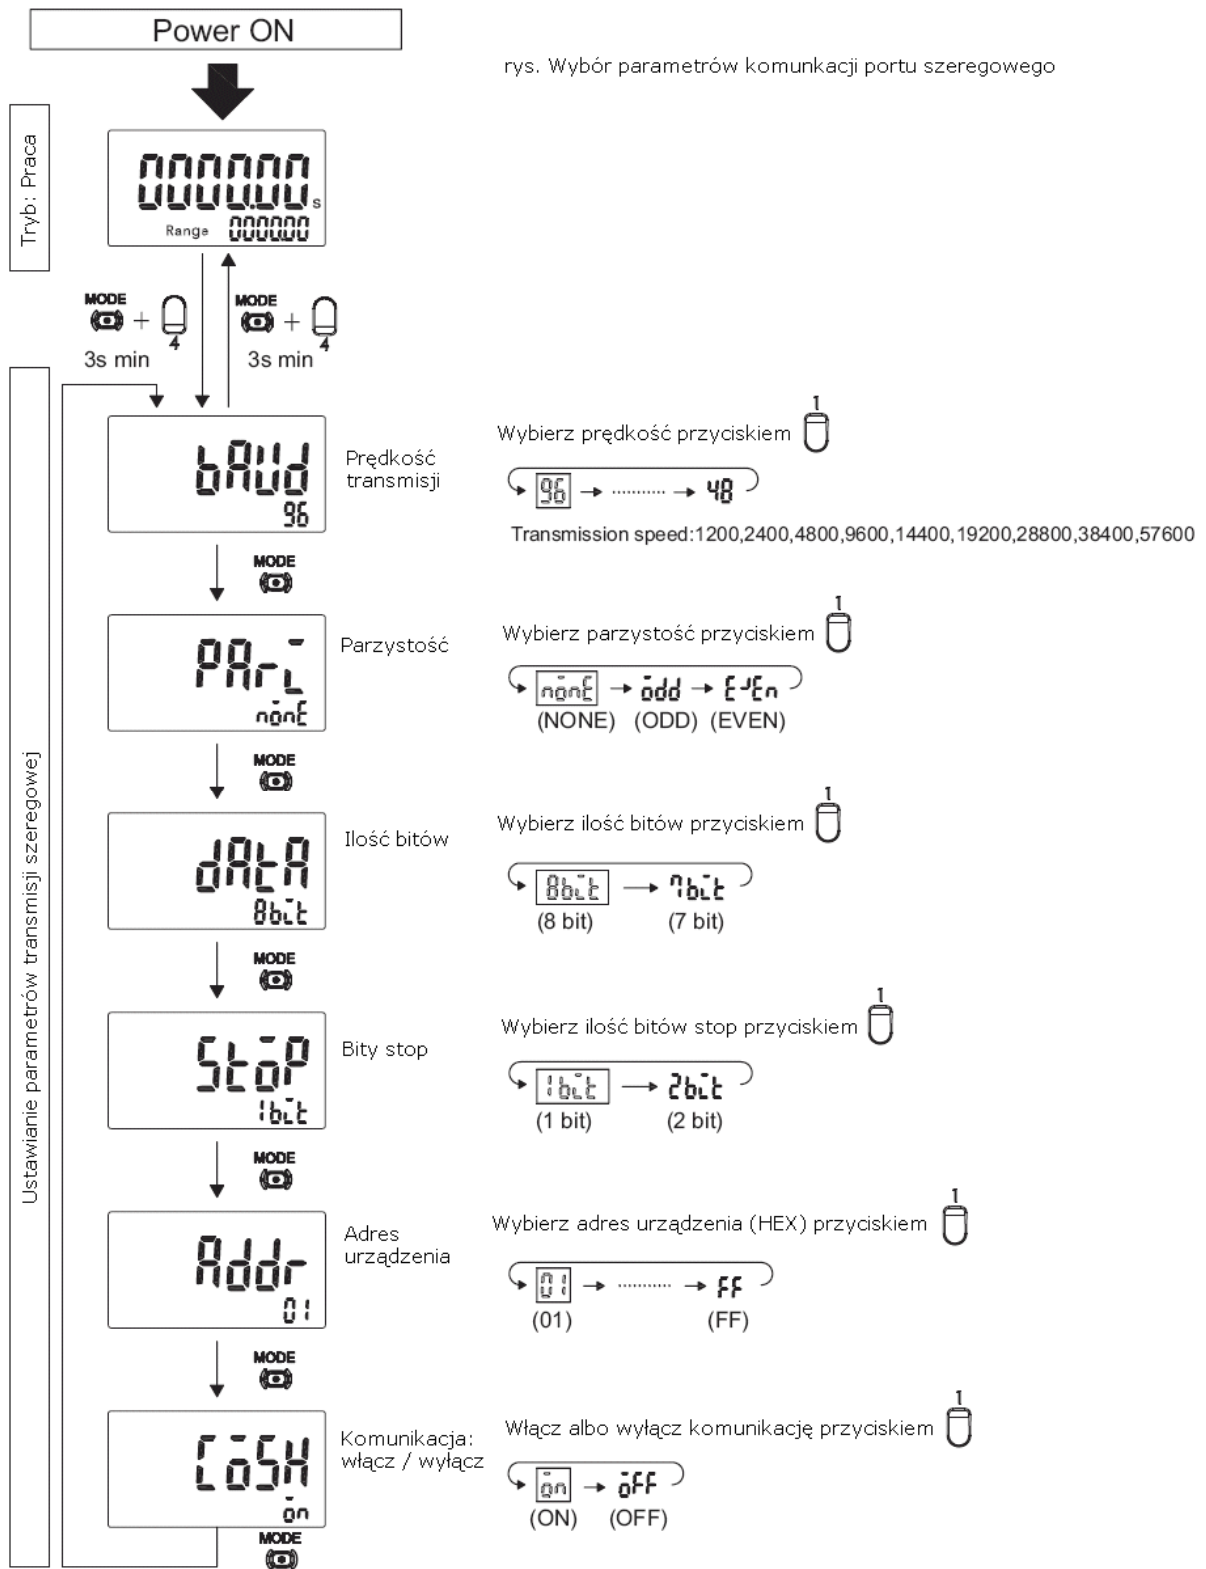 Power ON
rys. Wybór parametrów komunkacji portu szeregowego
Tryb: Praca
0000.00 s
Range 000000
MODE + 4
3s min
MODE + 4
3s min
Ustawianie parametrów transmisji szeregowej
bAUd
96
Prędkość
transmisji
Wybierz prędkość przyciskiem 1
96 → ........... → 48
Transmission speed:1200,2400,4800,9600,14400,19200,28800,38400,57600
MODE
PAri
nonE
Parzystość
Wybierz parzystość przyciskiem 1
nonE → odd → EvEn
(NONE) (ODD) (EVEN)
MODE
dAtA
8bit
Ilość bitów
Wybierz ilość bitów przyciskiem 1
8bit → 7bit
(8 bit) (7 bit)
MODE
StoP
1bit
Bity stop
Wybierz ilość bitów stop przyciskiem 1
1bit → 2bit
(1 bit) (2 bit)
MODE
Addr
01
Adres
urządzenia
Wybierz adres urządzenia (HEX) przyciskiem 1
01 → ........... → FF
(01) (FF)
MODE
CoSH
on
Komunikacja:
włącz / wyłącz
Włącz albo wyłącz komunikację przyciskiem 1
on → oFF
(ON) (OFF)
MODE